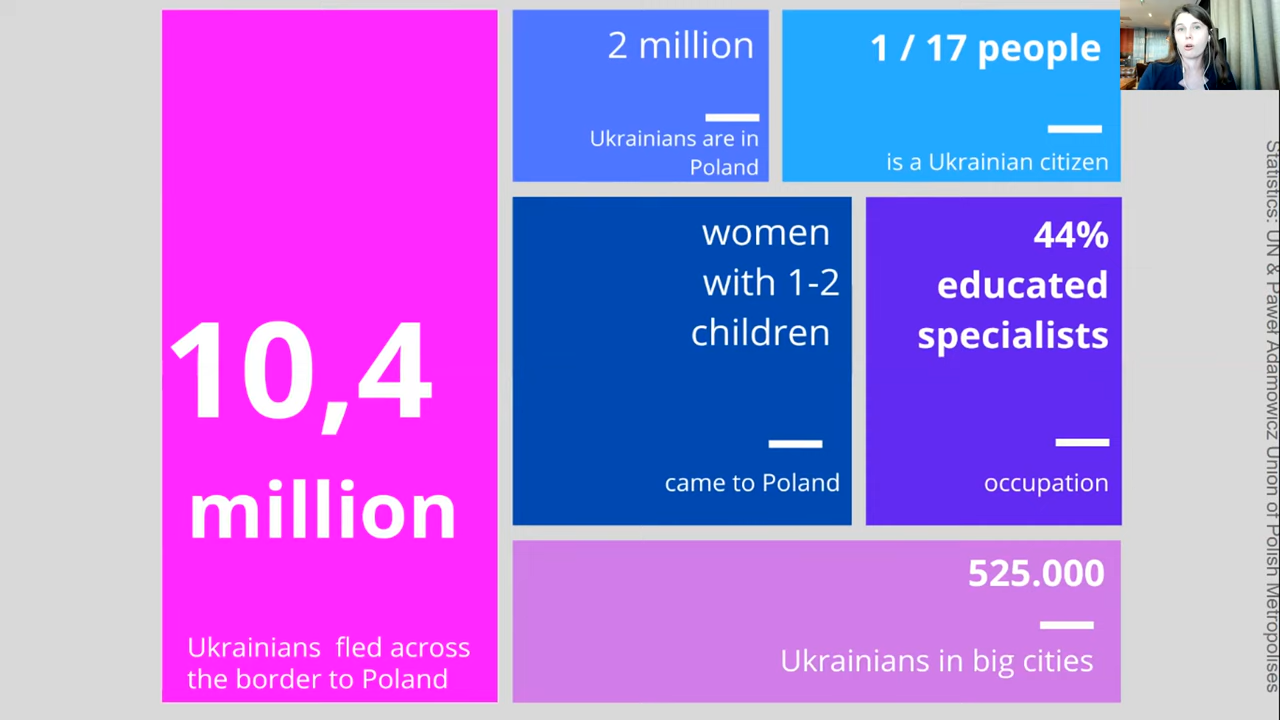 10,4
million
Ukrainians fled across
the border to Poland
2 million
Ukrainians are in
Poland
1 / 17 people
is a Ukrainian citizen
women
with 1-2
children
came to Poland
44%
educated
specialists
occupation
525.000
Ukrainians in big cities
Statistics: UN & Paweł Adamowicz Union of Polish Metropolises